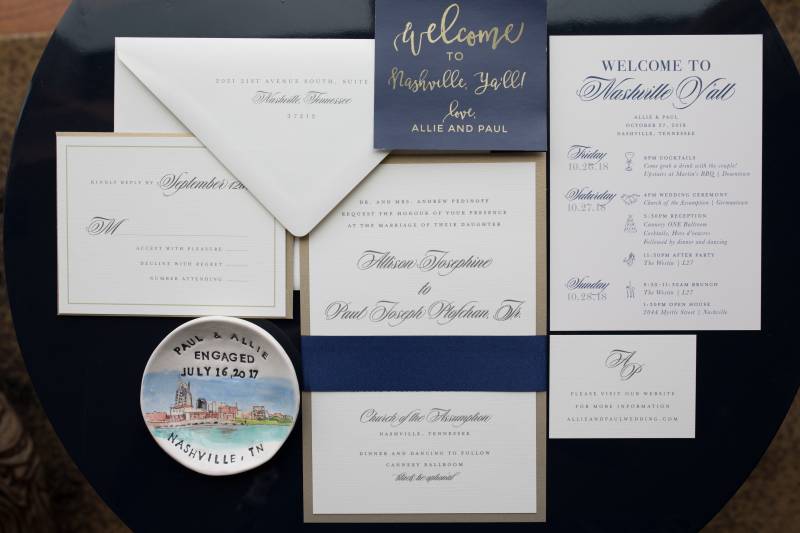 2021 21ST AVENUE SOUTH, SUITE
Nashville, Tennessee
37212
welcome
TO
Nashville, Ya'll!
love,
ALLIE AND PAUL
WELCOME TO
Nashville Y'all
ALLIE & PAUL
OCTOBER 27, 2018
NASHVILLE, TENNESSEE
Friday
10.26.18
8PM COCKTAILS
Come grab a drink with the couple!
Upstairs at Martin's BBQ | Downtown
Saturday
10.27.18
4PM WEDDING CEREMONY
Church of the Assumption | Germantown
5:30PM RECEPTION
Cannery ONE Ballroom
Cocktails, Hors d'oeuvres
Followed by dinner and dancing
11:30PM AFTER PARTY
The Westin | L27
Sunday
10.28.18
9:30-11:30AM BRUNCH
The Westin | L27
1:30PM OPEN HOUSE
Myrtle Street | Nashville
KINDLY REPLY BY September 12th
M
ACCEPT WITH PLEASURE
DECLINE WITH REGRET
NUMBER ATTENDING
DR. AND MRS. ANDREW FEDINOFF
REQUEST THE HONOUR OF YOUR PRESENCE
AT THE MARRIAGE OF THEIR DAUGHTER
Allison Josephine
to
Paul Joseph Jr.
Church of the Assumption
NASHVILLE, TENNESSEE
DINNER AND DANCING TO FOLLOW
CANNERY BALLROOM
black tie optional
PAUL & ALLIE
ENGAGED
JULY 16, 2017
NASHVILLE, TN
AP
PLEASE VISIT OUR WEBSITE
FOR MORE INFORMATION
ALLIEANDPAULWEDDING.COM